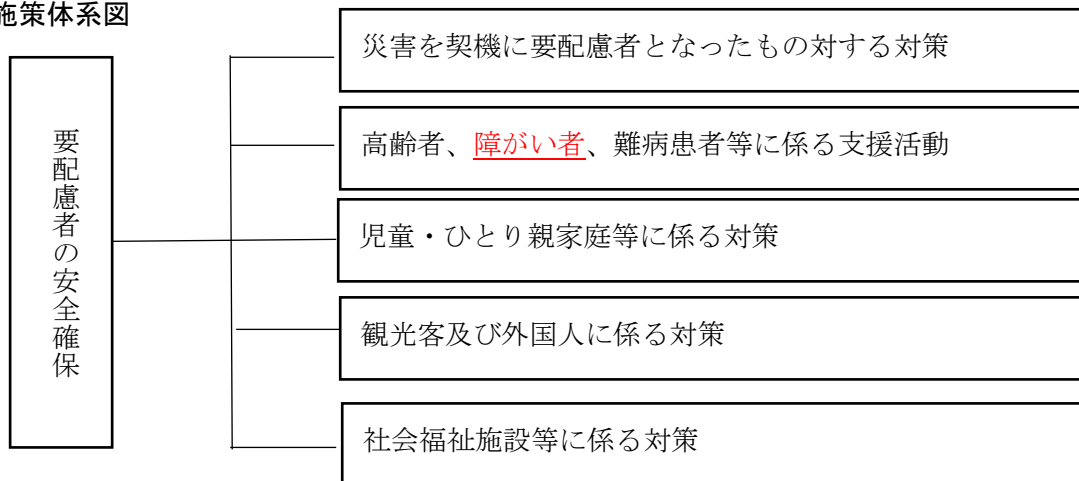 施策体系図
要配慮者の安全確保
災害を契機に要配慮者となったもの対する対策
高齢者、障がい者、難病患者等に係る支援活動
児童・ひとり親家庭等に係る対策
観光客及び外国人に係る対策
社会福祉施設等に係る対策